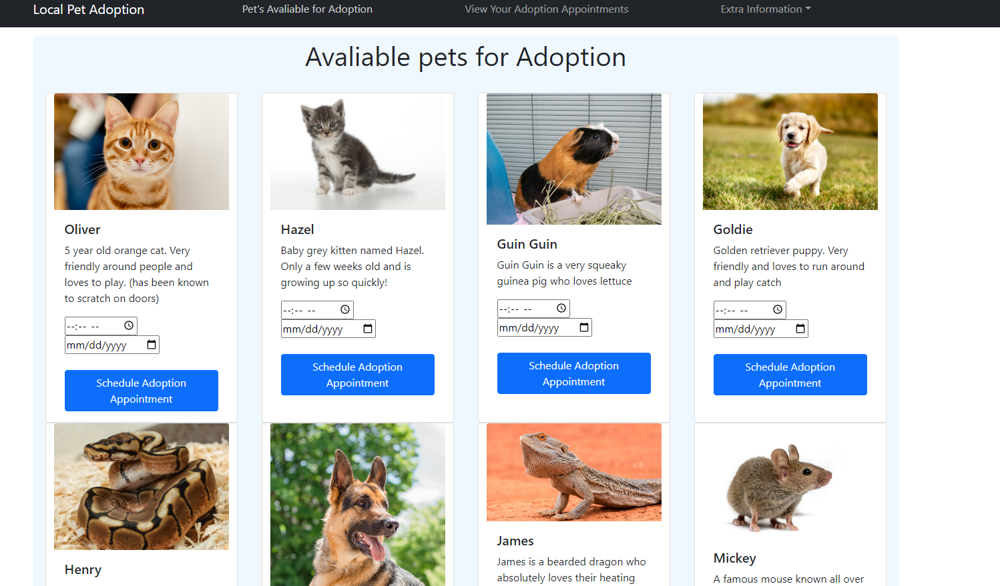 Local Pet Adoption
Pet's Avaliable for Adoption
View Your Adoption Appointments
Extra Information
Avaliable pets for Adoption
Oliver
5 year old orange cat. Very
friendly around people and
loves to play. (has been known
to scratch on doors)
--:-- --
mm/dd/yyyy
Schedule Adoption
Appointment
Hazel
Baby grey kitten named Hazel.
Only a few weeks old and is
growing up so quickly!
--:-- --
mm/dd/yyyy
Schedule Adoption
Appointment
Guin Guin
Guin Guin is a very squeaky
guinea pig who loves lettuce
--:-- --
mm/dd/yyyy
Schedule Adoption
Appointment
Goldie
Golden retriever puppy. Very
friendly and loves to run around
and play catch
--:-- --
mm/dd/yyyy
Schedule Adoption
Appointment
Henry
James
James is a bearded dragon who
absolutely loves their heating
Mickey
A famous mouse known all over